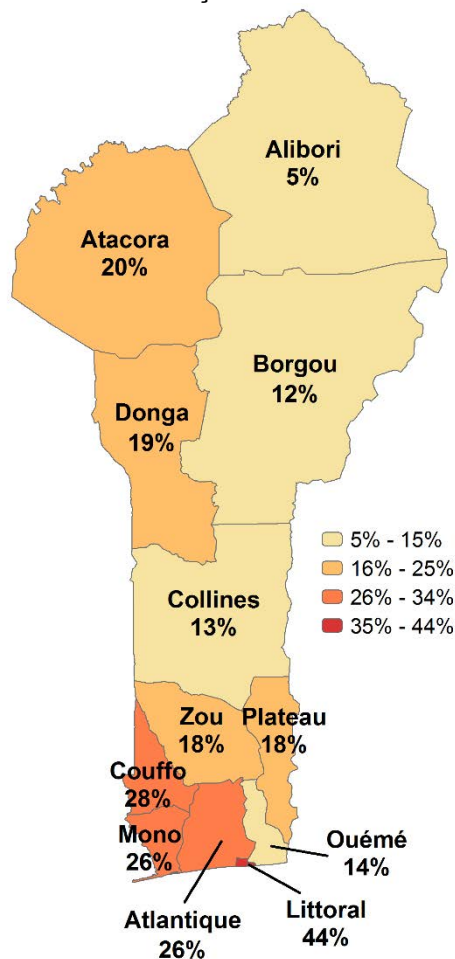 Alibori
5%
Atacora
20%
Borgou
12%
Donga
19%
5% - 15%
16% - 25%
26% - 34%
35% - 44%
Collines
13%
Zou
18%
Plateau
18%
Couffo
28%
Mono
26%
Ouémé
14%
Atlantique
26%
Littoral
44%